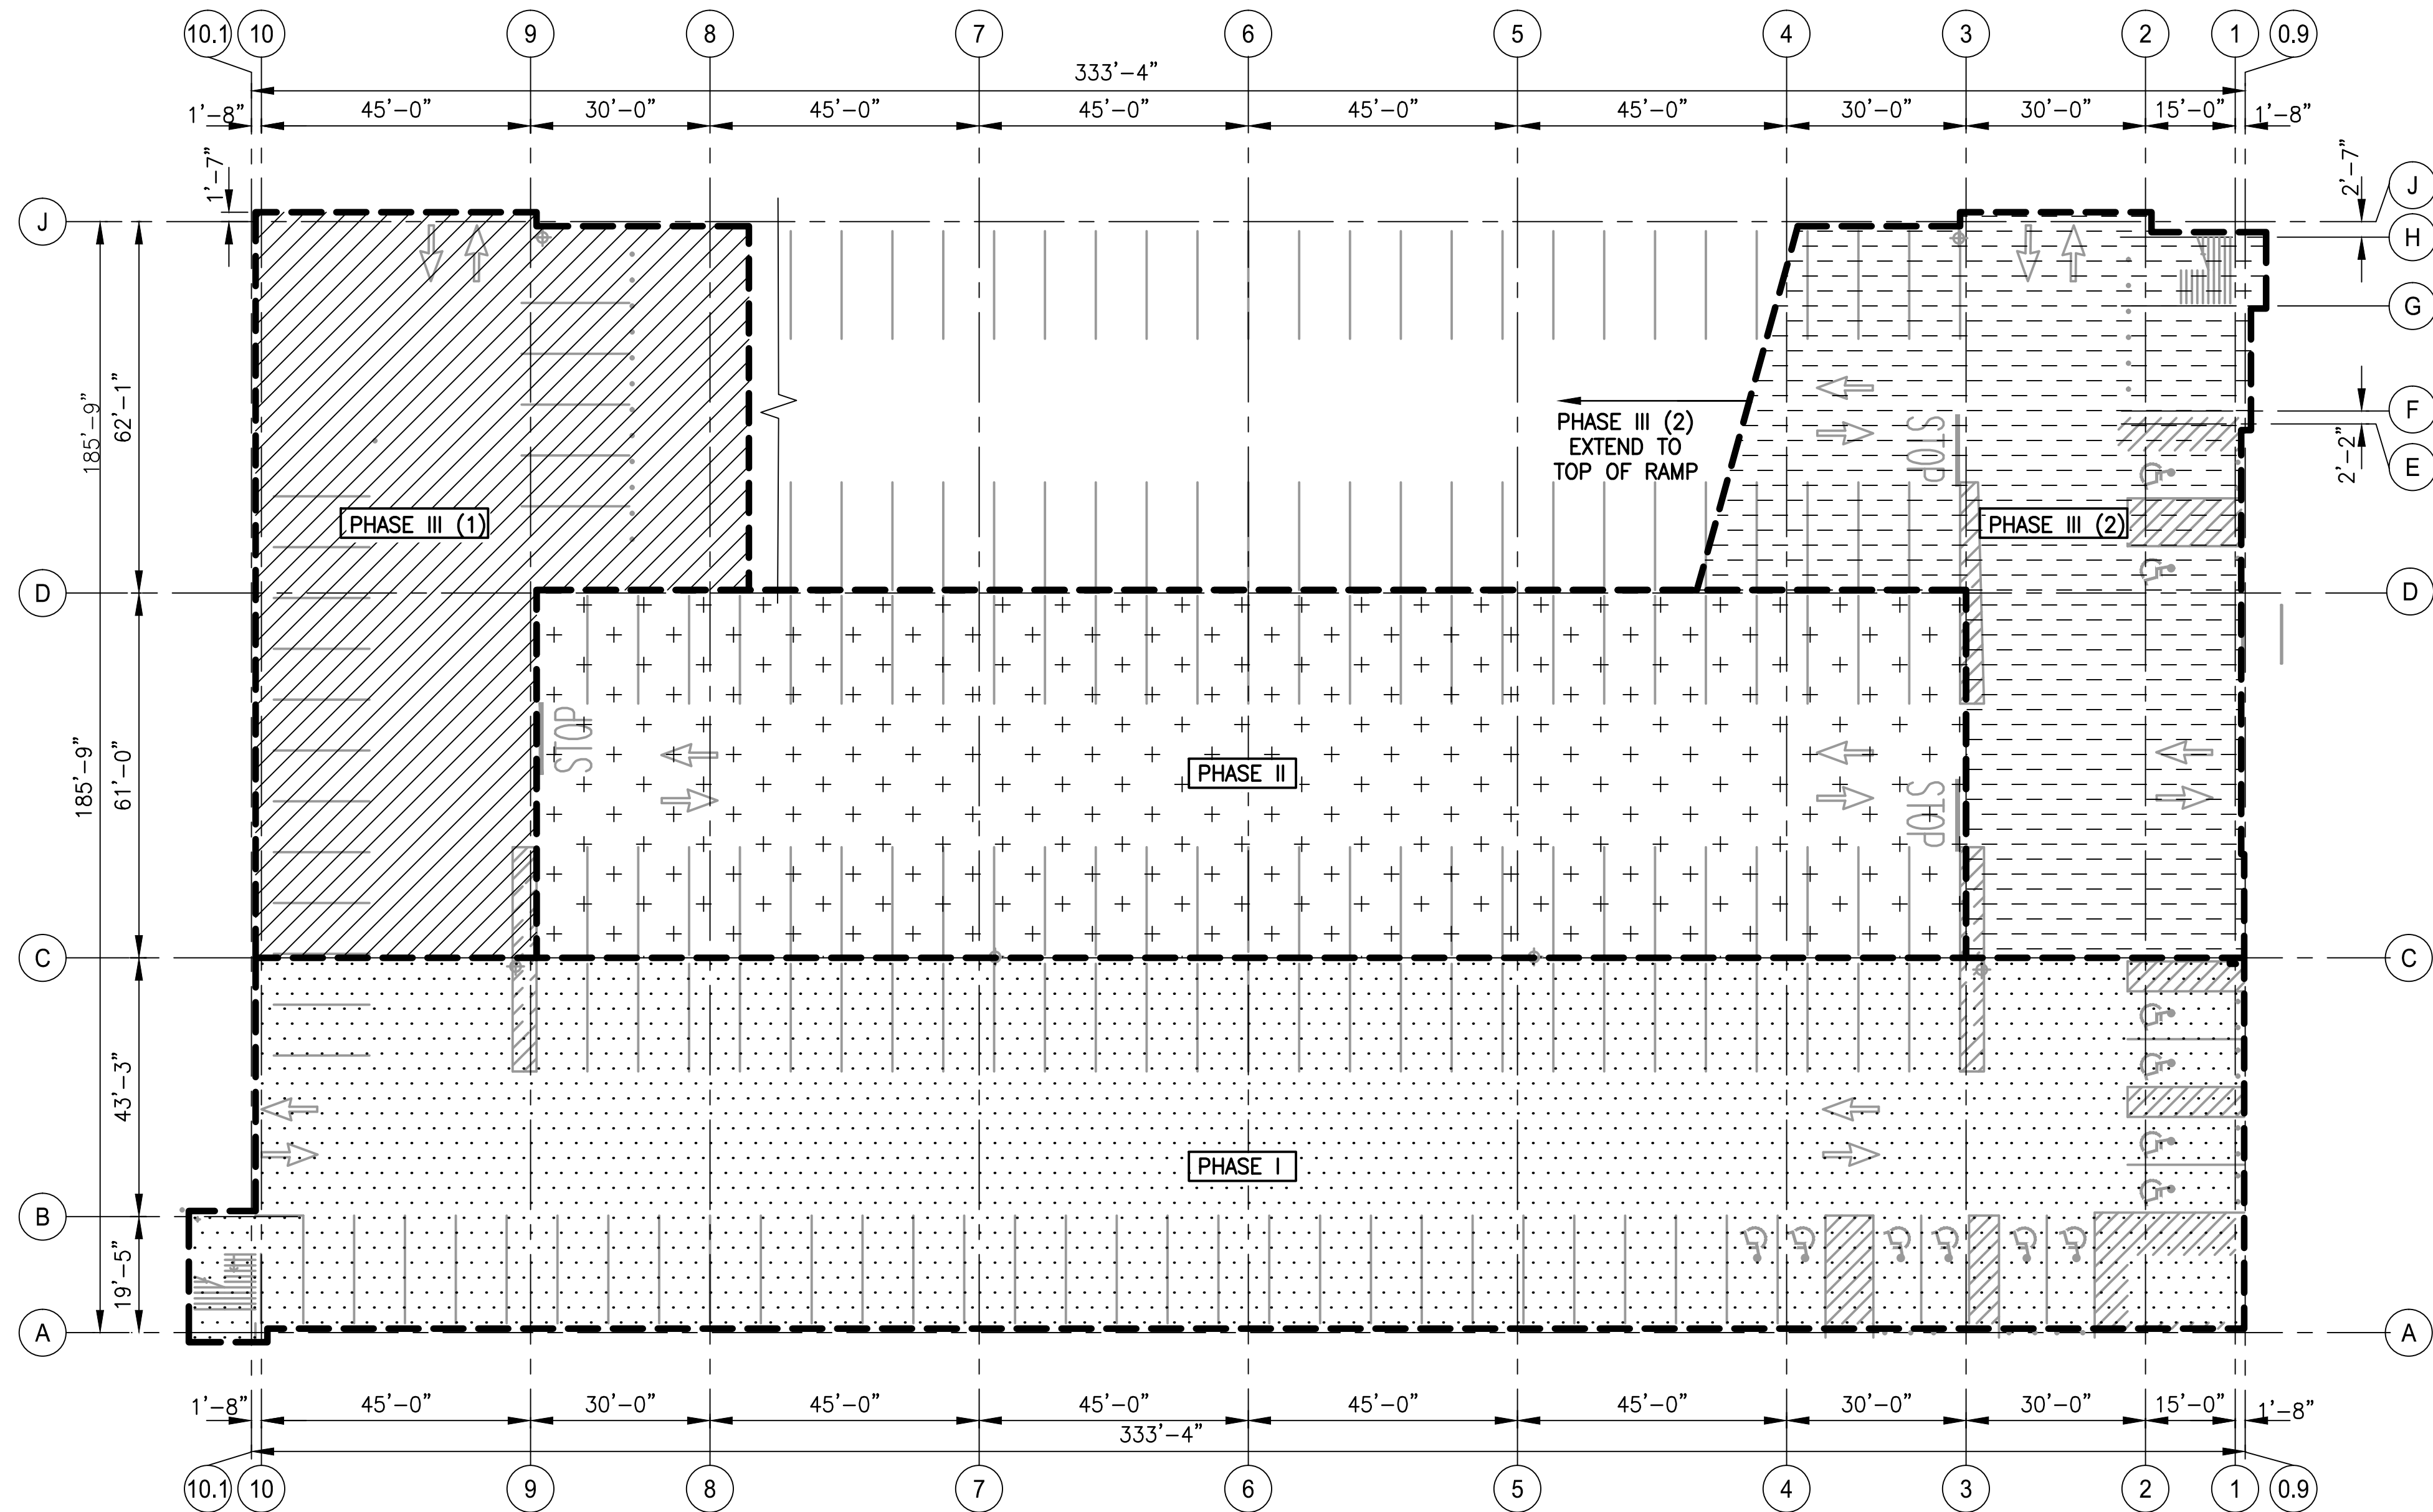 10.1 10 9 8 7 6 5 4 3 2 1 0.9
333'-4"
1'-8" 45'-0" 30'-0" 45'-0" 45'-0" 45'-0" 45'-0" 30'-0" 30'-0" 15'-0" 1'-8"
1'-7"
2'-7"
J
J
H
G
62'-1"
185'-9"
F
PHASE III (2)
EXTEND TO
TOP OF RAMP
STOP
2'-2"
E
PHASE III (1)
PHASE III (2)
D
D
STOP
61'-0"
185'-9"
PHASE II
STOP
C
C
43'-3"
PHASE I
B
19'-5"
A
A
1'-8" 45'-0" 30'-0" 45'-0" 45'-0" 45'-0" 45'-0" 30'-0" 30'-0" 15'-0" 1'-8"
333'-4"
10.1 10 9 8 7 6 5 4 3 2 1 0.9